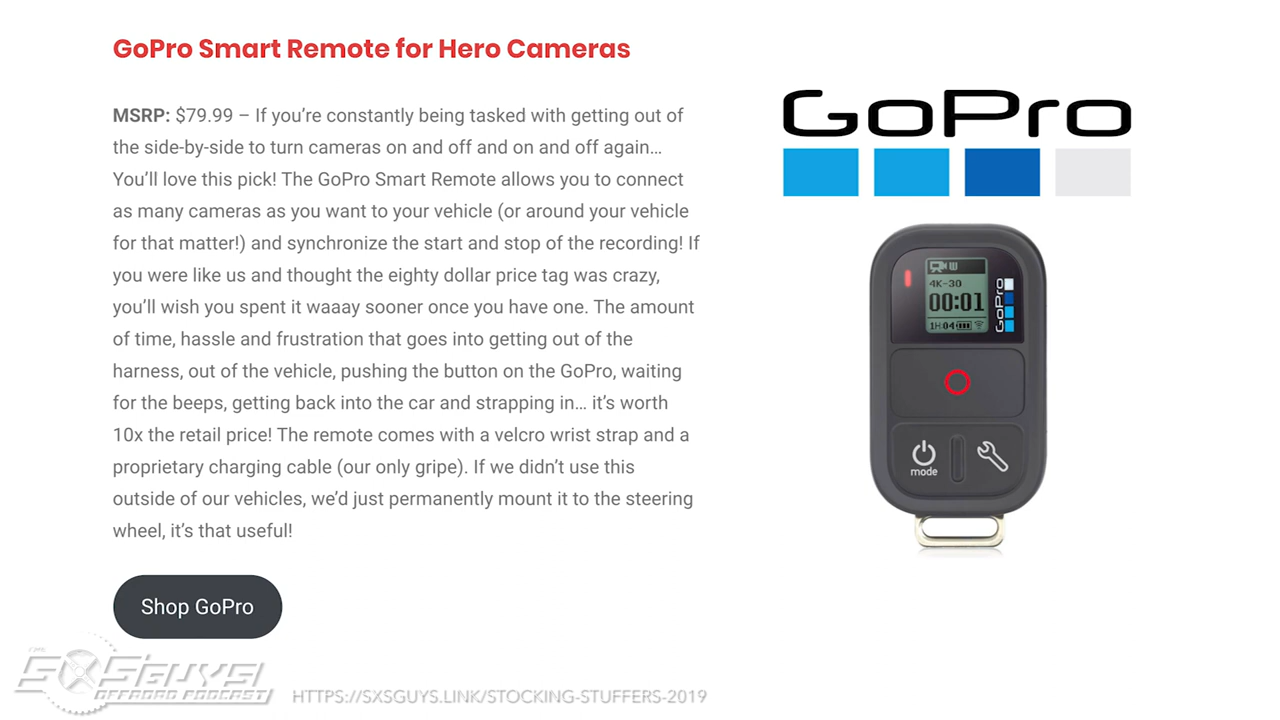 GoPro Smart Remote for Hero Cameras
MSRP: $79.99 – If you’re constantly being tasked with getting out of
the side-by-side to turn cameras on and off and on and off again…
You’ll love this pick! The GoPro Smart Remote allows you to connect
as many cameras as you want to your vehicle (or around your vehicle
for that matter!) and synchronize the start and stop of the recording! If
you were like us and thought the eighty dollar price tag was crazy,
you’ll wish you spent it waaay sooner once you have one. The amount
of time, hassle and frustration that goes into getting out of the
harness, out of the vehicle, pushing the button on the GoPro, waiting
for the beeps, getting back into the car and strapping in… it’s worth
10x the retail price! The remote comes with a velcro wrist strap and a
proprietary charging cable (our only gripe). If we didn’t use this
outside of our vehicles, we’d just permanently mount it to the steering
wheel, it’s that useful!
Shop GoPro
GoPro
4K-30
00:01
1H:04
GoPro
mode
THE
SXSGUYS
OFFROAD PODCAST
HTTPS://SXSGUYS.LINK/STOCKING-STUFFERS-2019